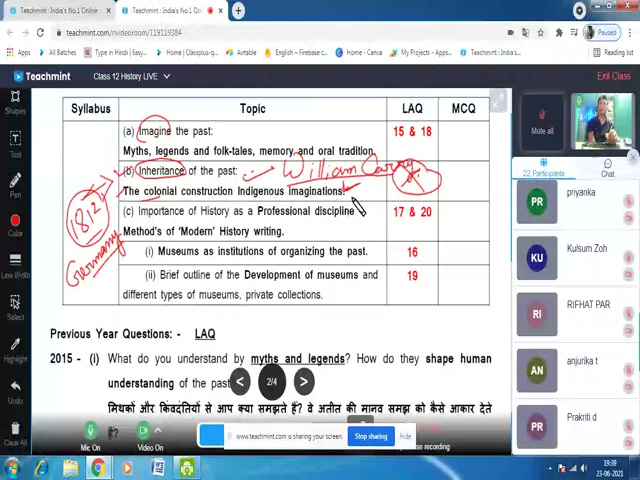 Teachmint : India's No.1 Onl
Teachmint : India's No.1
teachmint.com/nvideoroom/119119384
Paused
Apps
All Batches
Type in Hindi | Easy
Home - Classplus-g
Airtable
English – Firebase c
Home - Canva
My Projects - Apps
Teachmint : India's
Reading list
Teachmint
Class 12 History LIVE
Exit Class
Shapes
Text
Pen
Color
Line Width
Select
Highlight
Undo
Clear All
Syllabus Topic LAQ MCQ
(a) Imagine the past: 15 & 18
Myths, legends and folk-tales, memory and oral tradition.
(b) Inheritance of the past: William
The colonial construction Indigenous imaginations.
1812
Germany
(c) Importance of History as a Professional discipline 17 & 20
Method's of 'Modern' History writing.
(i) Museums as institutions of organizing the past. 16
(ii) Brief outline of the Development of museums and 19
different types of museums, private collections.
Previous Year Questions: - LAQ
2015- (i) What do you understand by myths and legends? How do they shape human
understanding of the past
2/4
मिथकों और किंवदंतियों से आप क्या समझते हैं? वे अतीत की मानव समझ को कैसे आकार देते
हैं?
Mic On
Video On
www.teachmint.com is sharing your screen.
Stop sharing
Hide
Mute all
22 Participants
PR priyanka
KU Kulsum Zoh
RI RIFHAT PAR
AN anjurika t
PR Prakriti d
19:39
23-06-2021